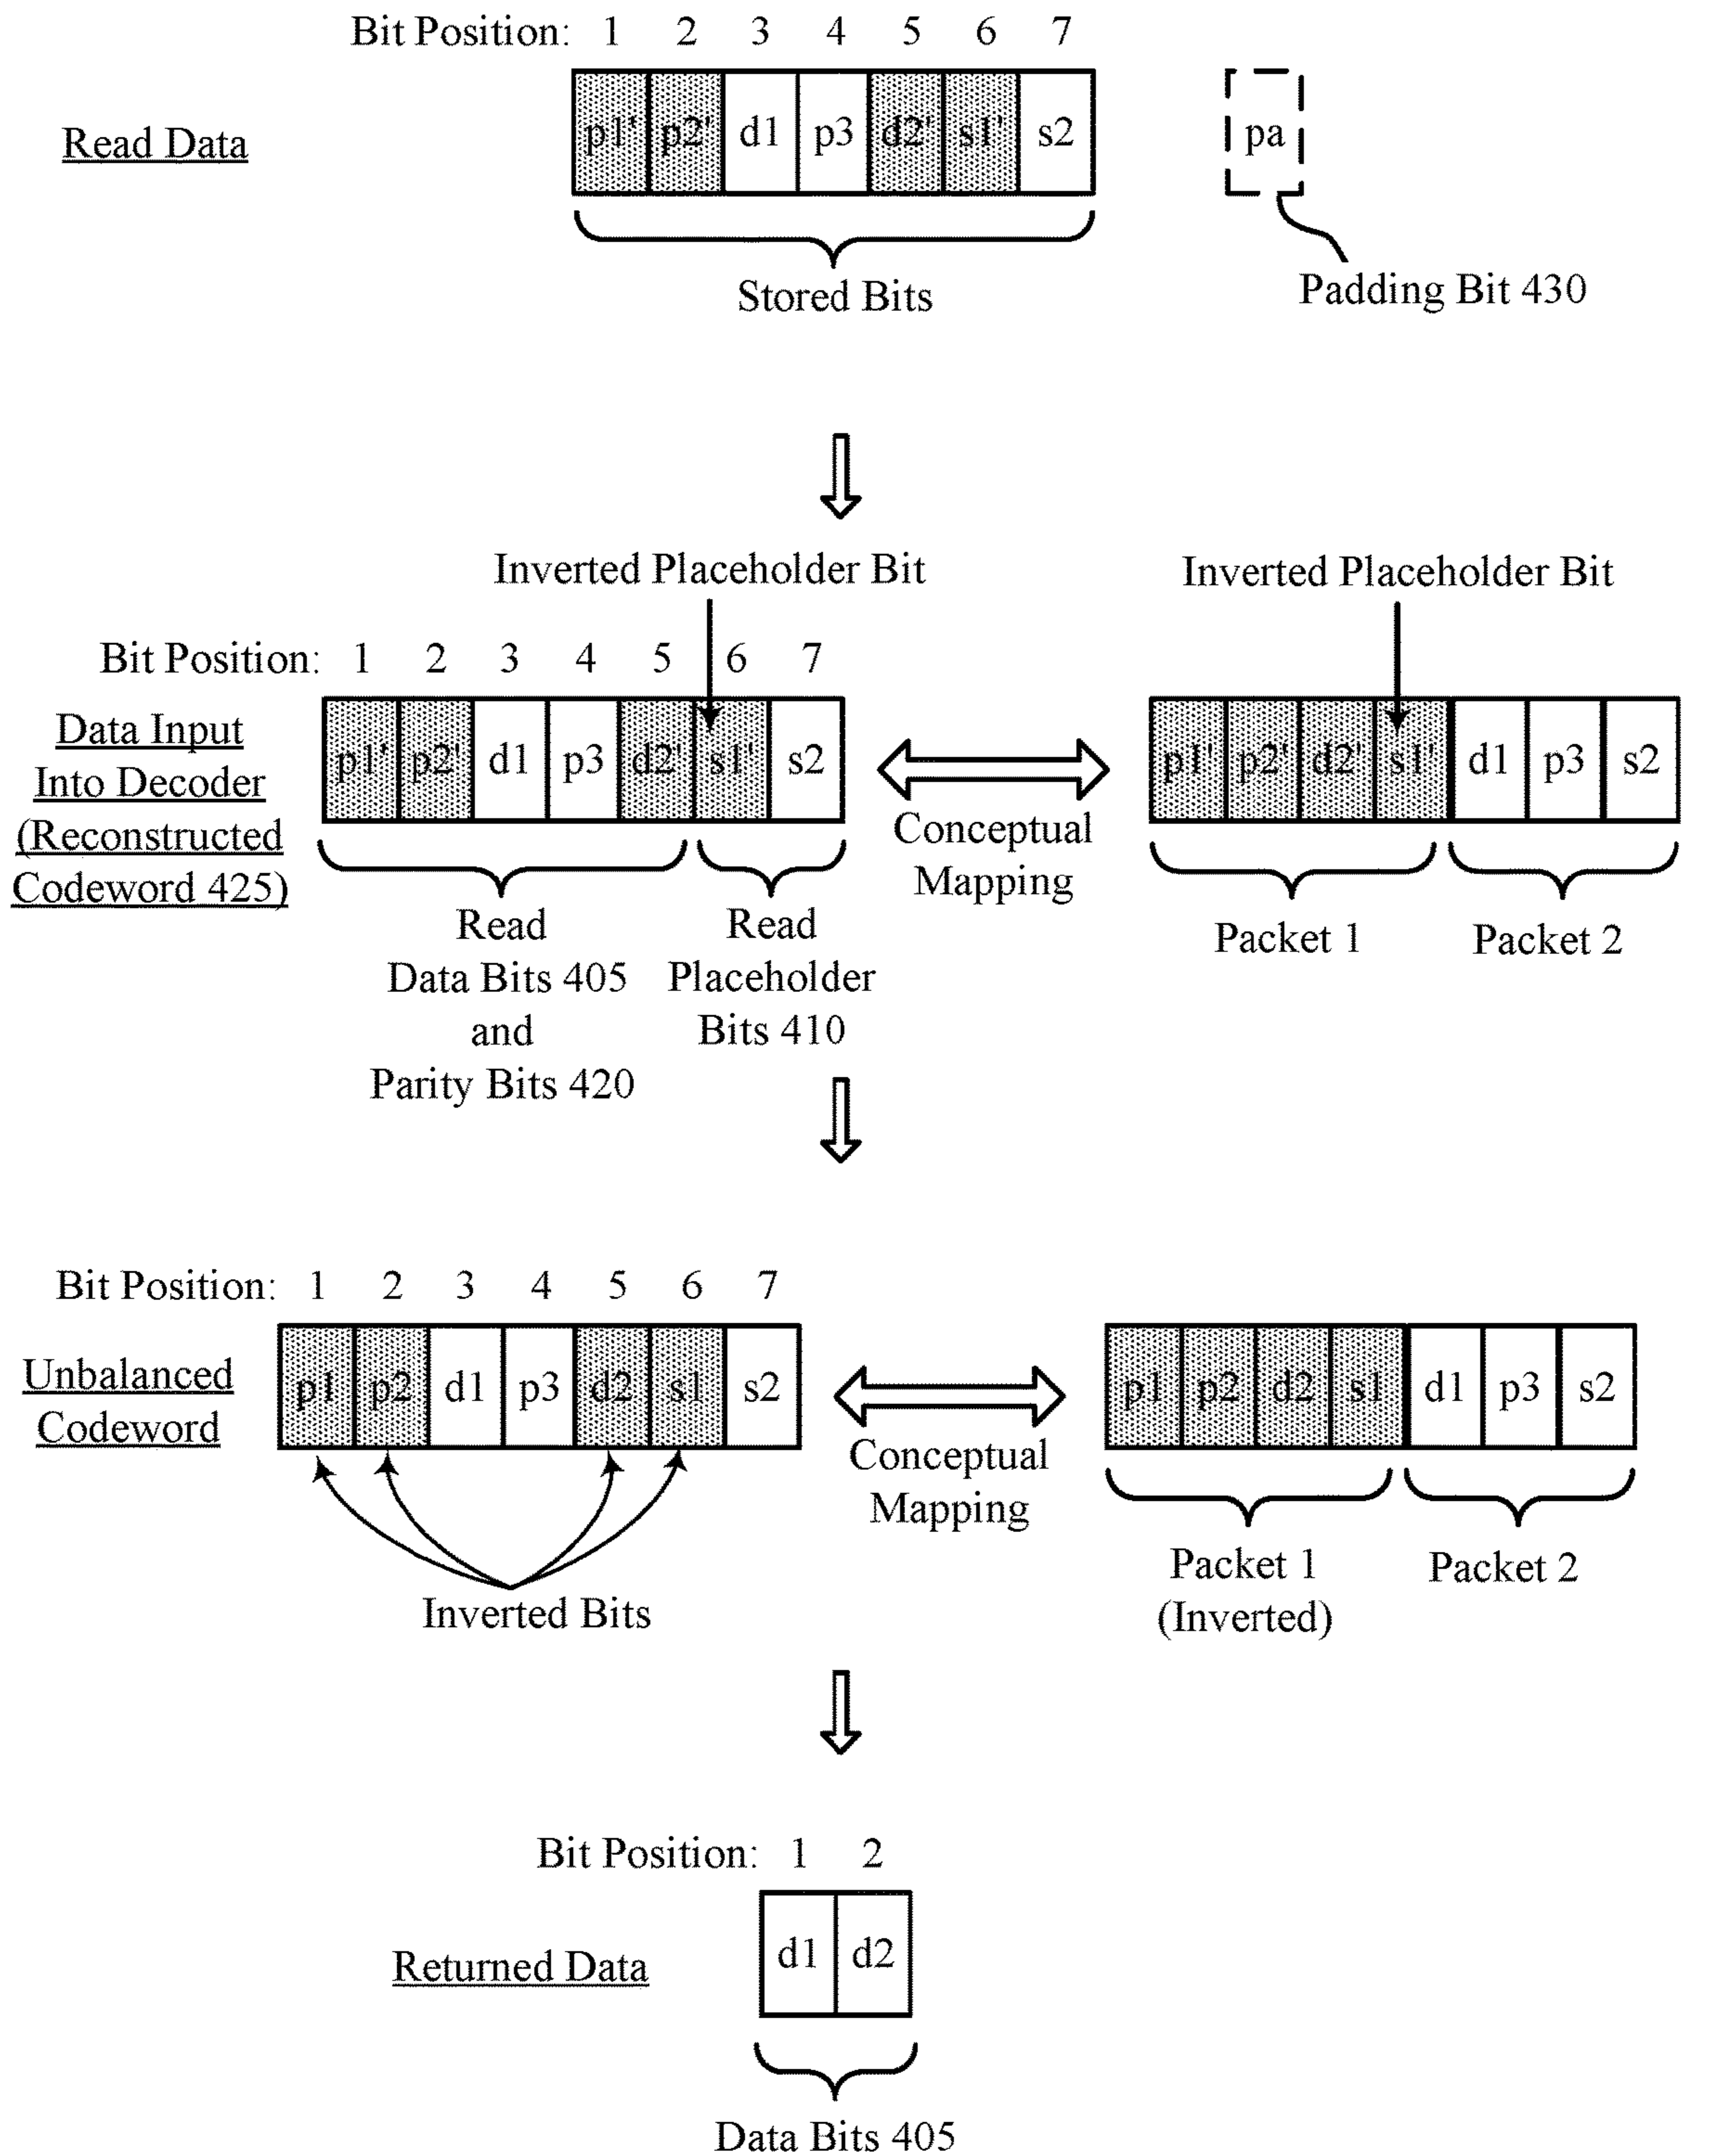 Bit Position: 1 2 3 4 5 6 7
Read Data
p1' p2' d1 p3 d2' s1' s2
pa
Stored Bits
Padding Bit 430
Inverted Placeholder Bit
Inverted Placeholder Bit
Bit Position: 1 2 3 4 5 6 7
Data Input
Into Decoder
(Reconstructed
Codeword 425)
p1' p2' d1 p3 d2' s1' s2
Conceptual
Mapping
p1' p2' d2' s1' d1 p3 s2
Read
Data Bits 405
and
Parity Bits 420
Read
Placeholder
Bits 410
Packet 1
Packet 2
Bit Position: 1 2 3 4 5 6 7
Unbalanced
Codeword
p1 p2 d1 p3 d2 s1 s2
Conceptual
Mapping
p1 p2 d2 s1 d1 p3 s2
Inverted Bits
Packet 1
(Inverted)
Packet 2
Bit Position: 1 2
Returned Data
d1 d2
Data Bits 405